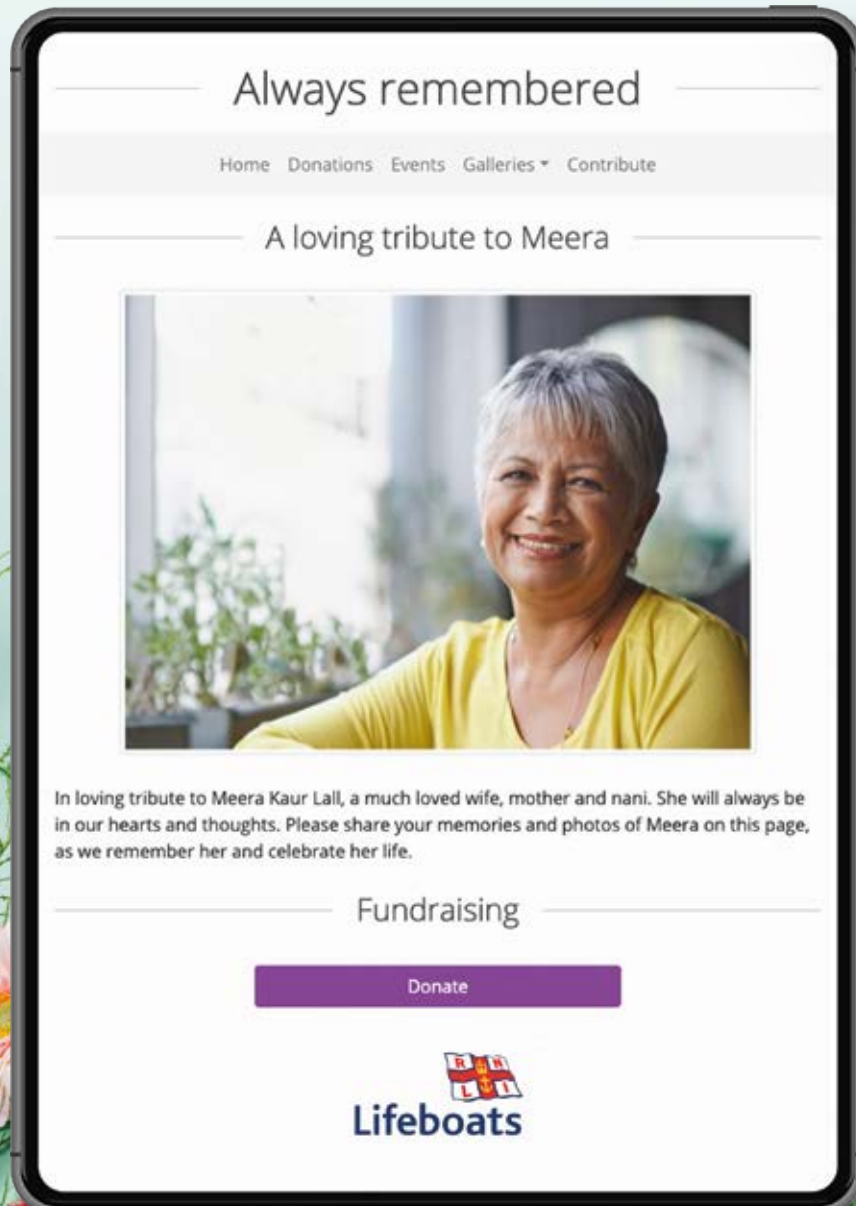 Always remembered
Home Donations Events Galleries Contribute
A loving tribute to Meera
In loving tribute to Meera Kaur Lall, a much loved wife, mother and nani. She will always be
in our hearts and thoughts. Please share your memories and photos of Meera on this page,
as we remember her and celebrate her life.
Fundraising
Donate
R N
L I
Lifeboats